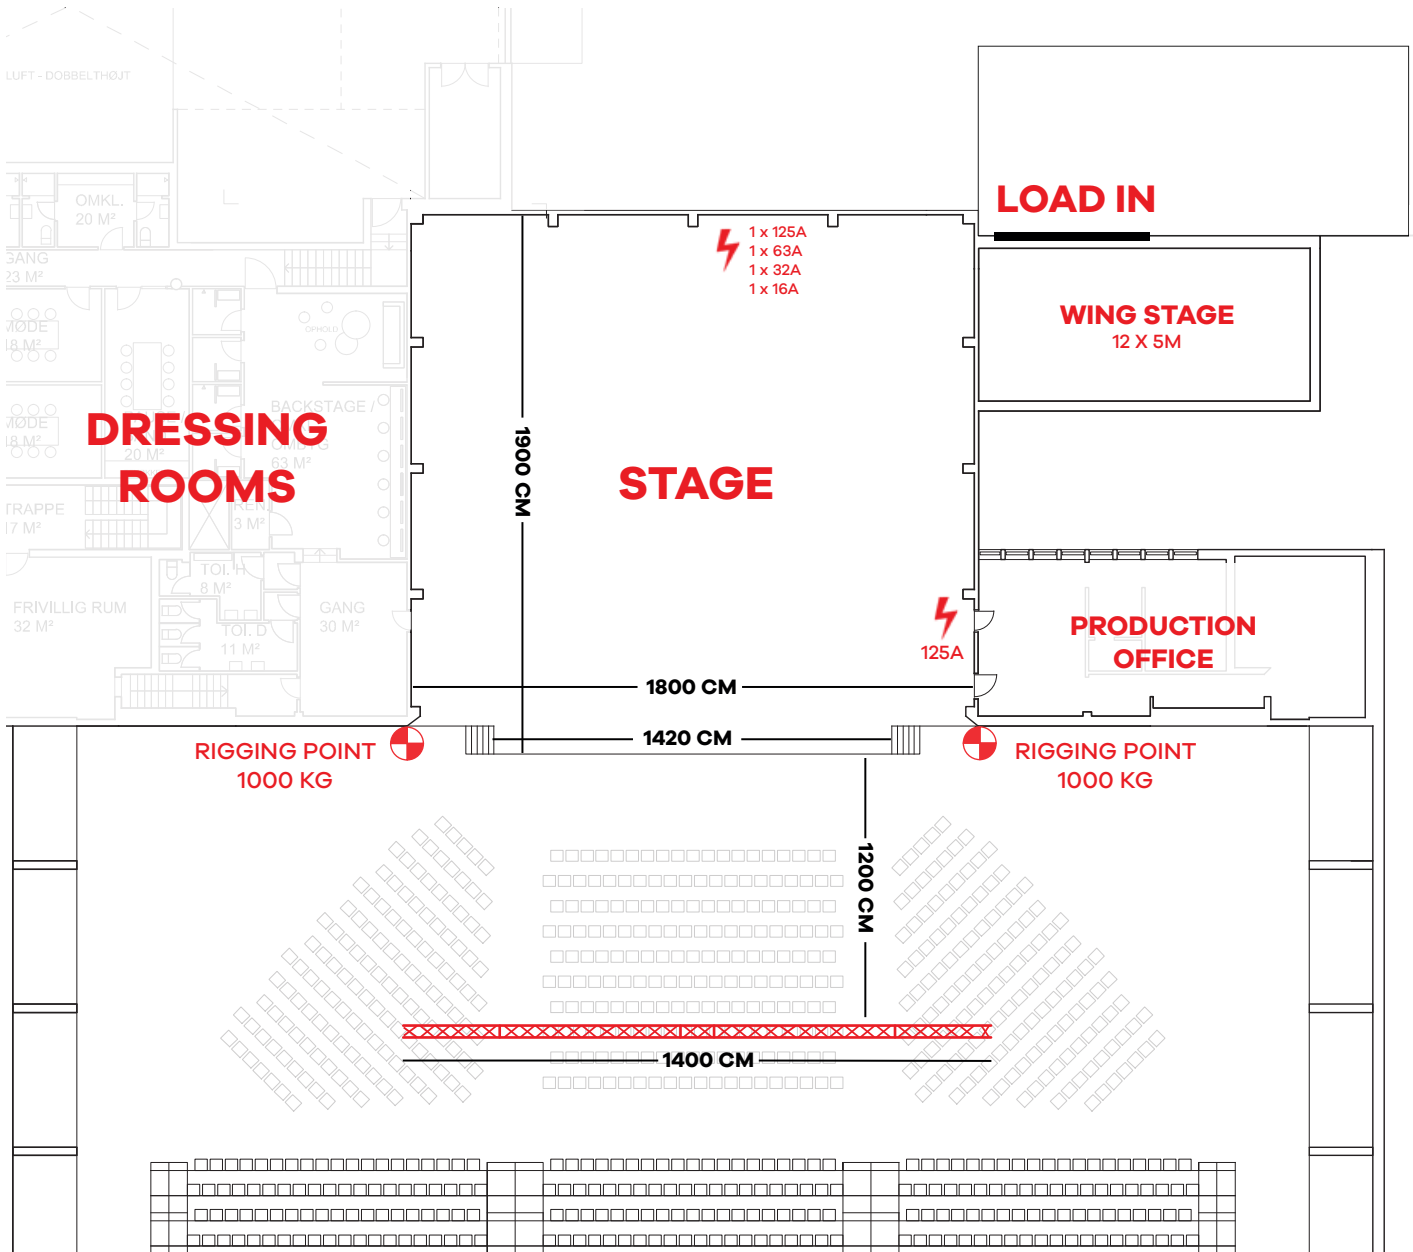 LUFT - DOBBELTHØJT
OMKL.
20 M²
GANG
23 M²
LOAD IN
1 x 125A
1 x 63A
1 x 32A
1 x 16A
WING STAGE
12 X 5M
MØDE
18 M²
OPHOLD
BACKSTAGE /
63 M²
MØDE
18 M²
20 M²
DRESSING
ROOMS
1900 CM
STAGE
TRAPPE
17 M²
REN.
3 M²
TOI. H
8 M²
FRIVILLIG RUM
32 M²
GANG
30 M²
TOI. D
11 M²
125A
PRODUCTION
OFFICE
1800 CM
1420 CM
RIGGING POINT
1000 KG
RIGGING POINT
1000 KG
1200 CM
1400 CM